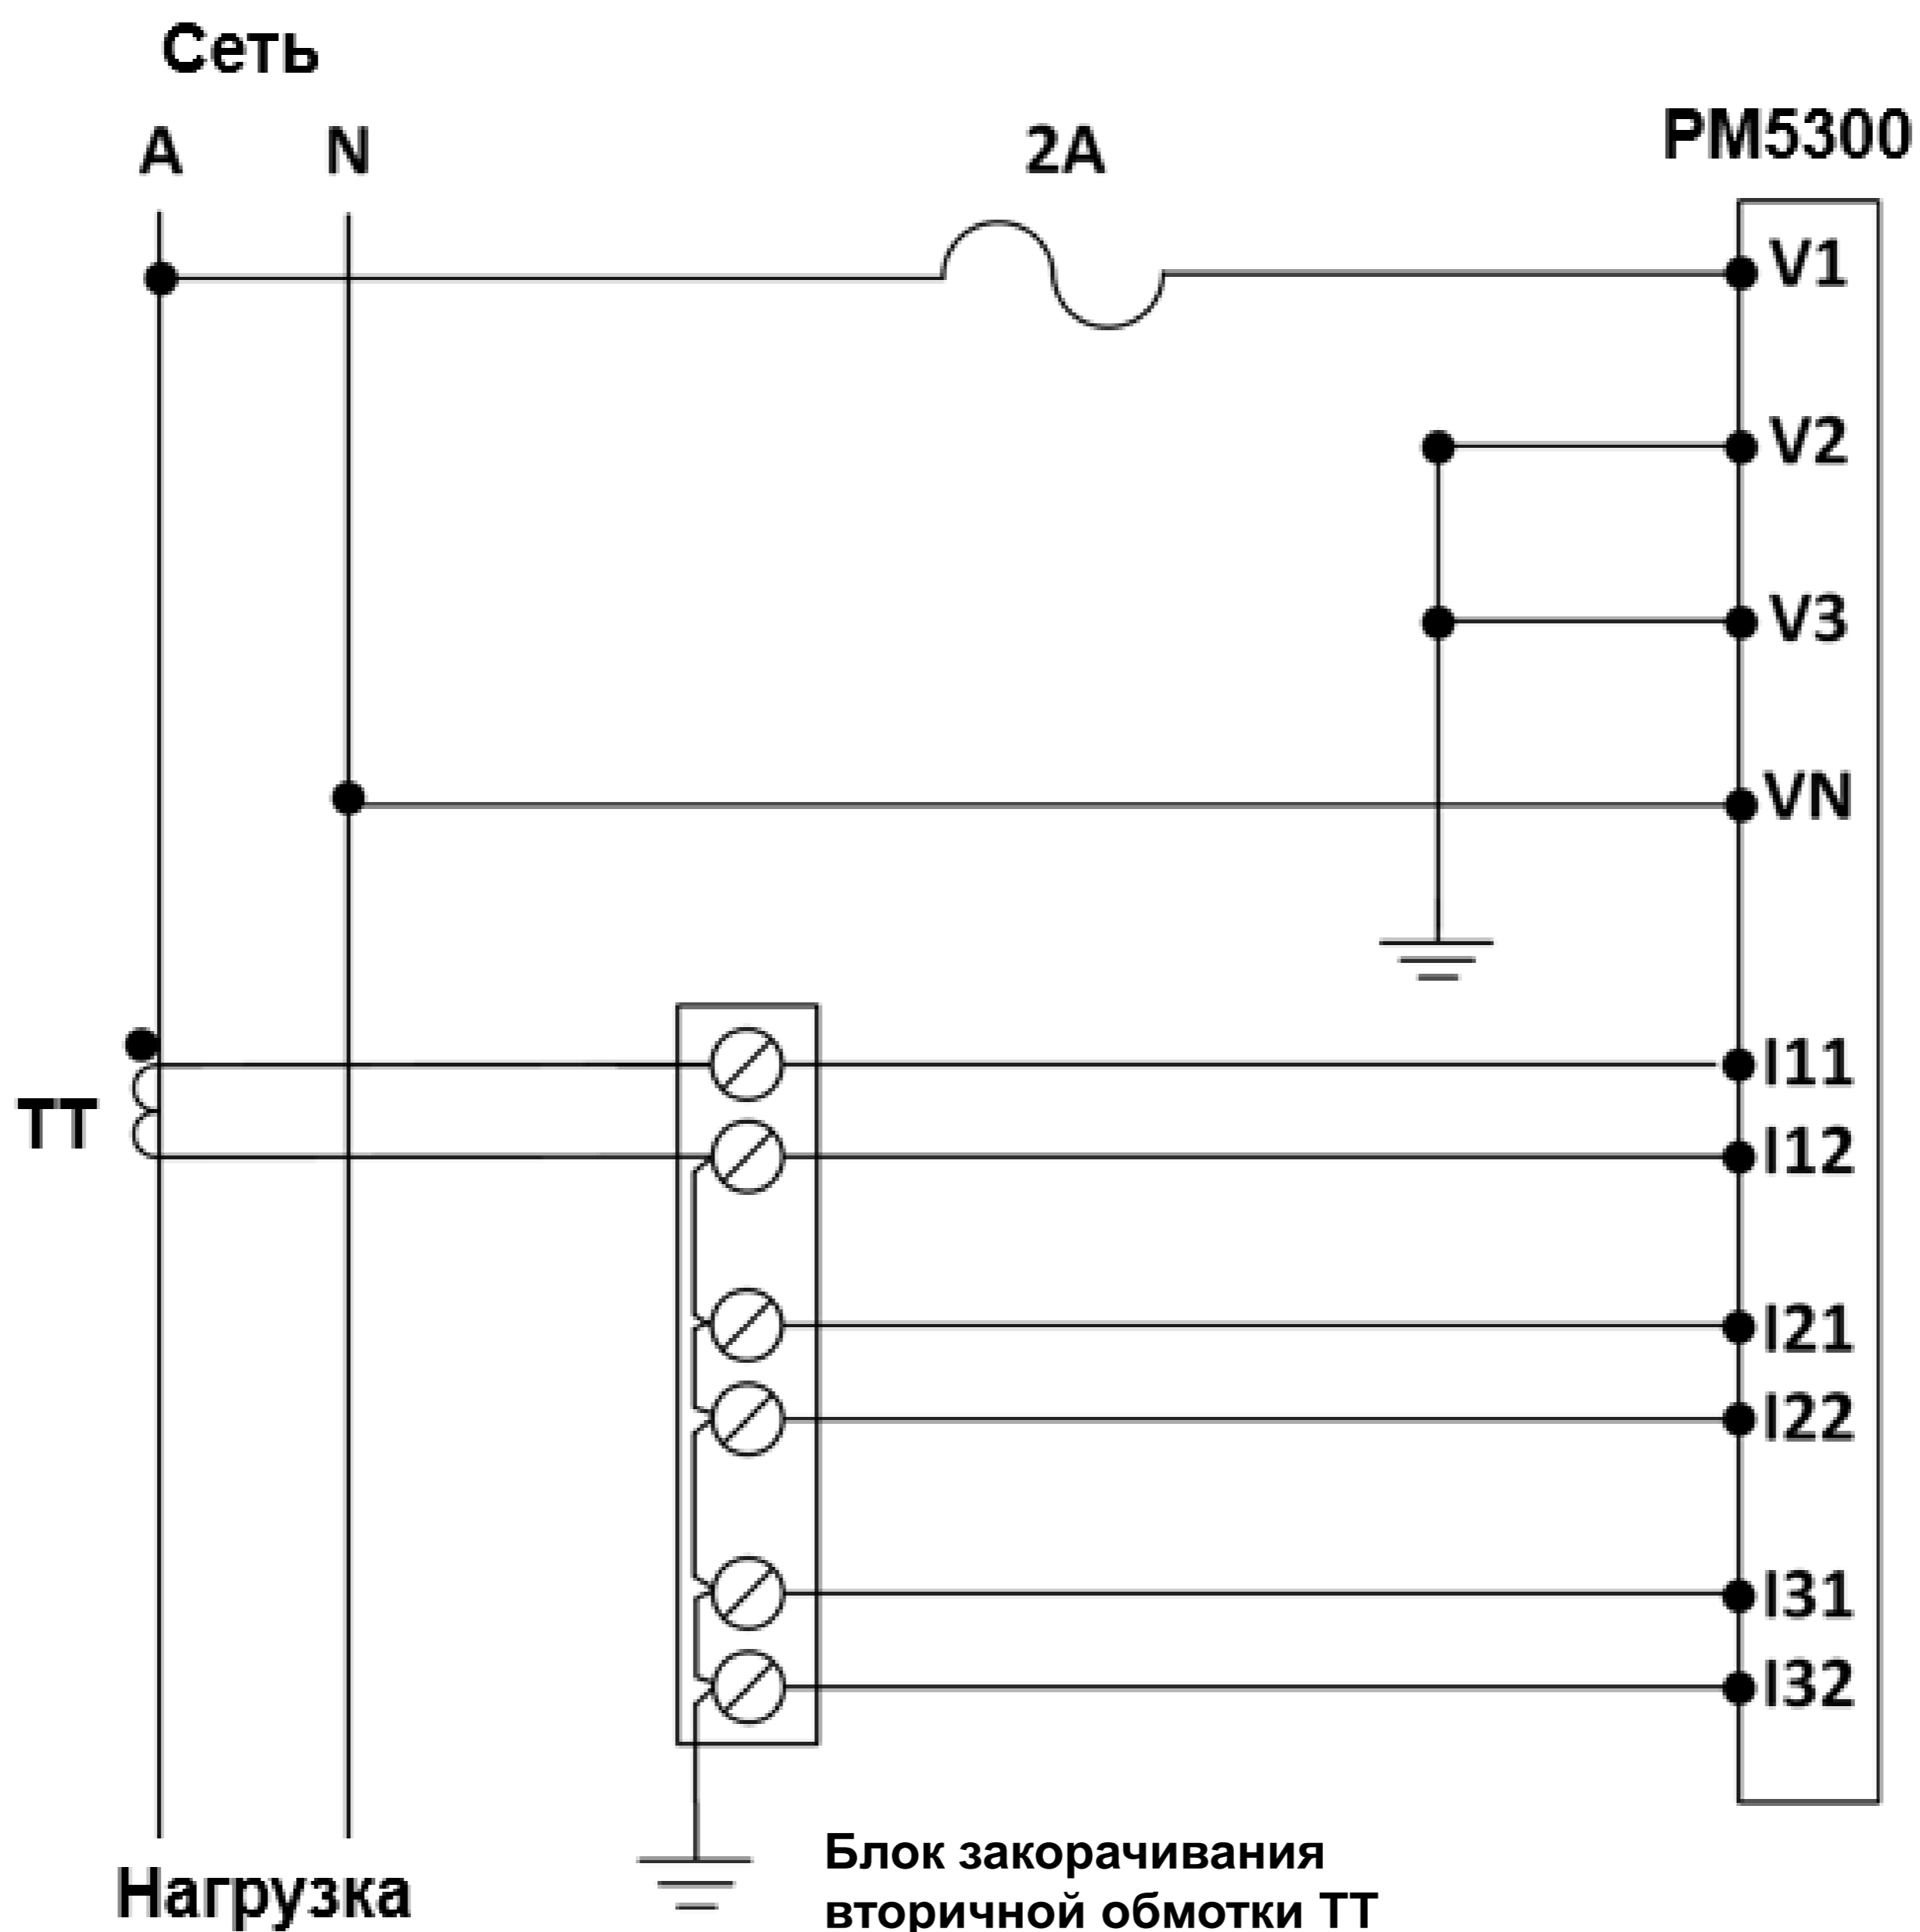 Сеть
A N 2A PM5300
V1
V2
V3
VN
I11
ТТ
I12
I21
I22
I31
I32
Блок закорачивания
вторичной обмотки ТТ
Нагрузка